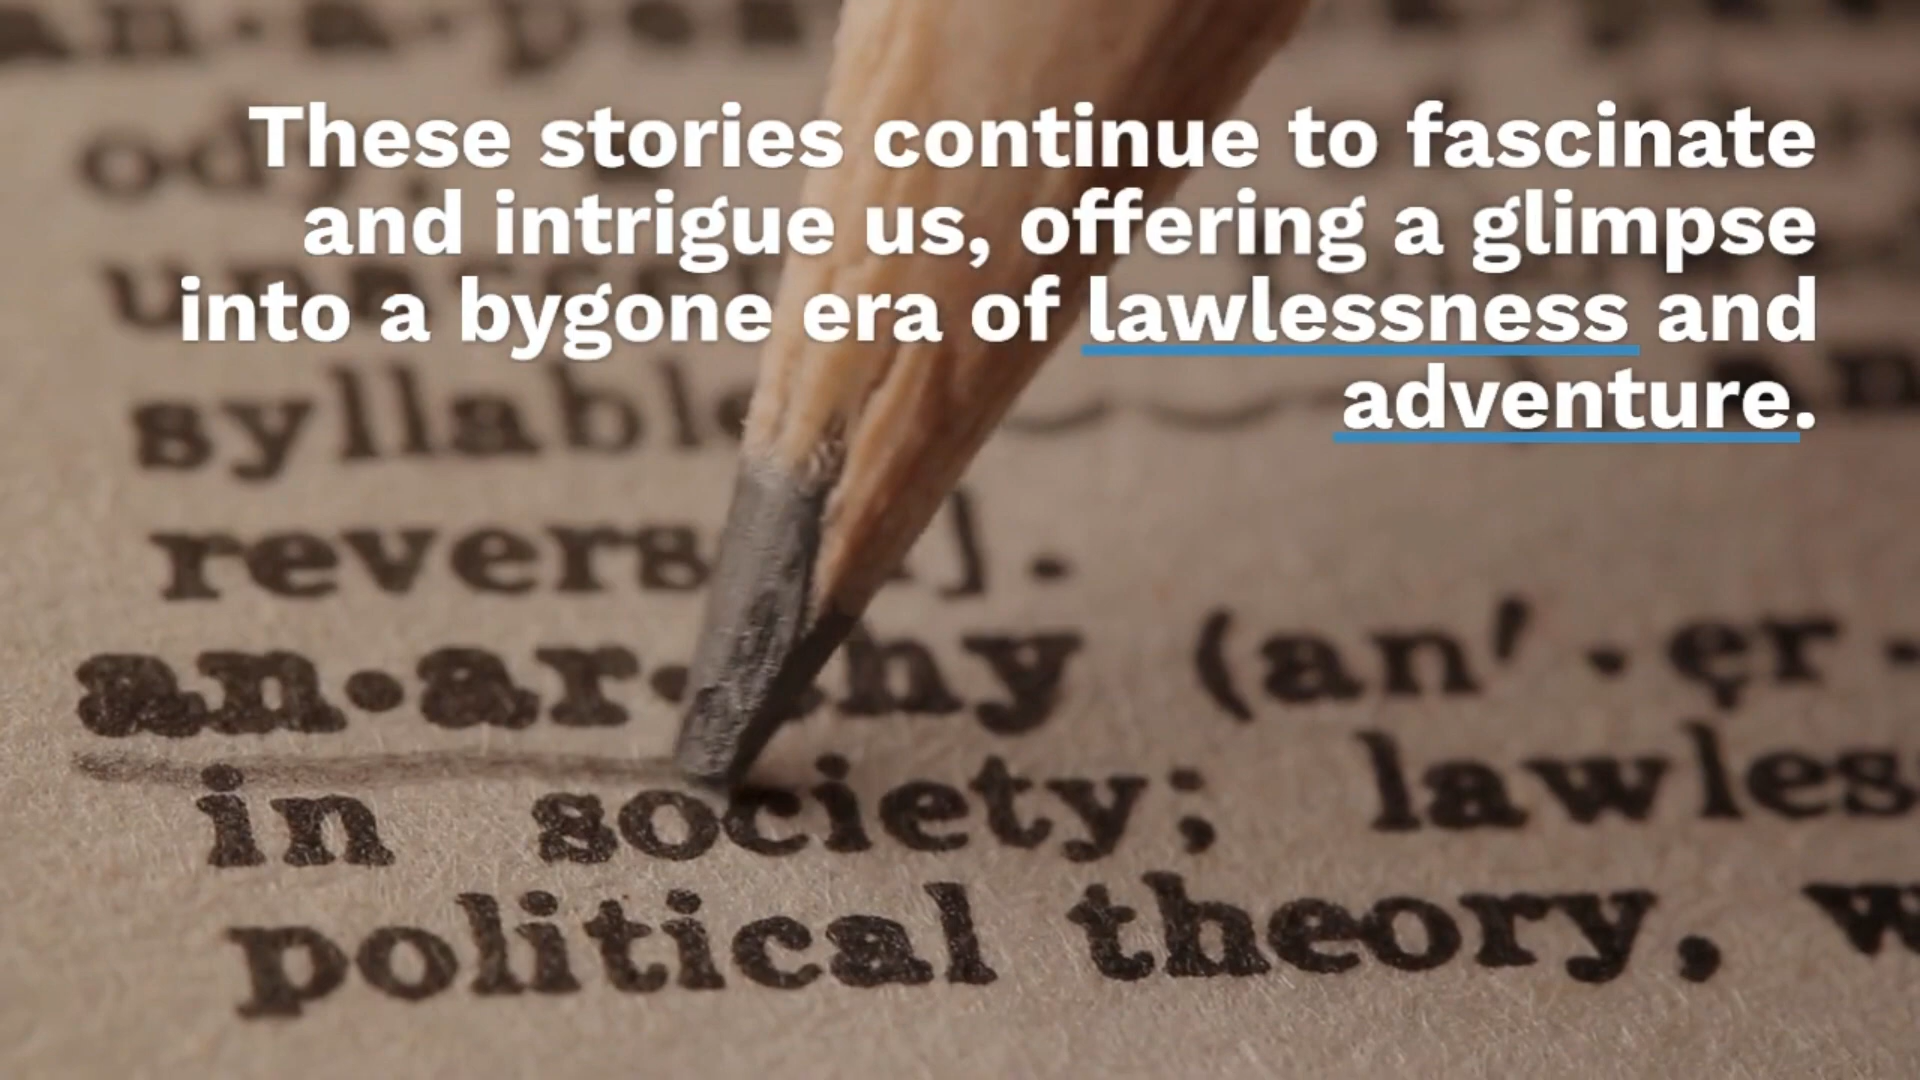 These stories continue to fascinate
and intrigue us, offering a glimpse
into a bygone era of lawlessness and
adventure.
syllable
revers
an·ar· hy (an′·er·
in society; lawles
political theory, w